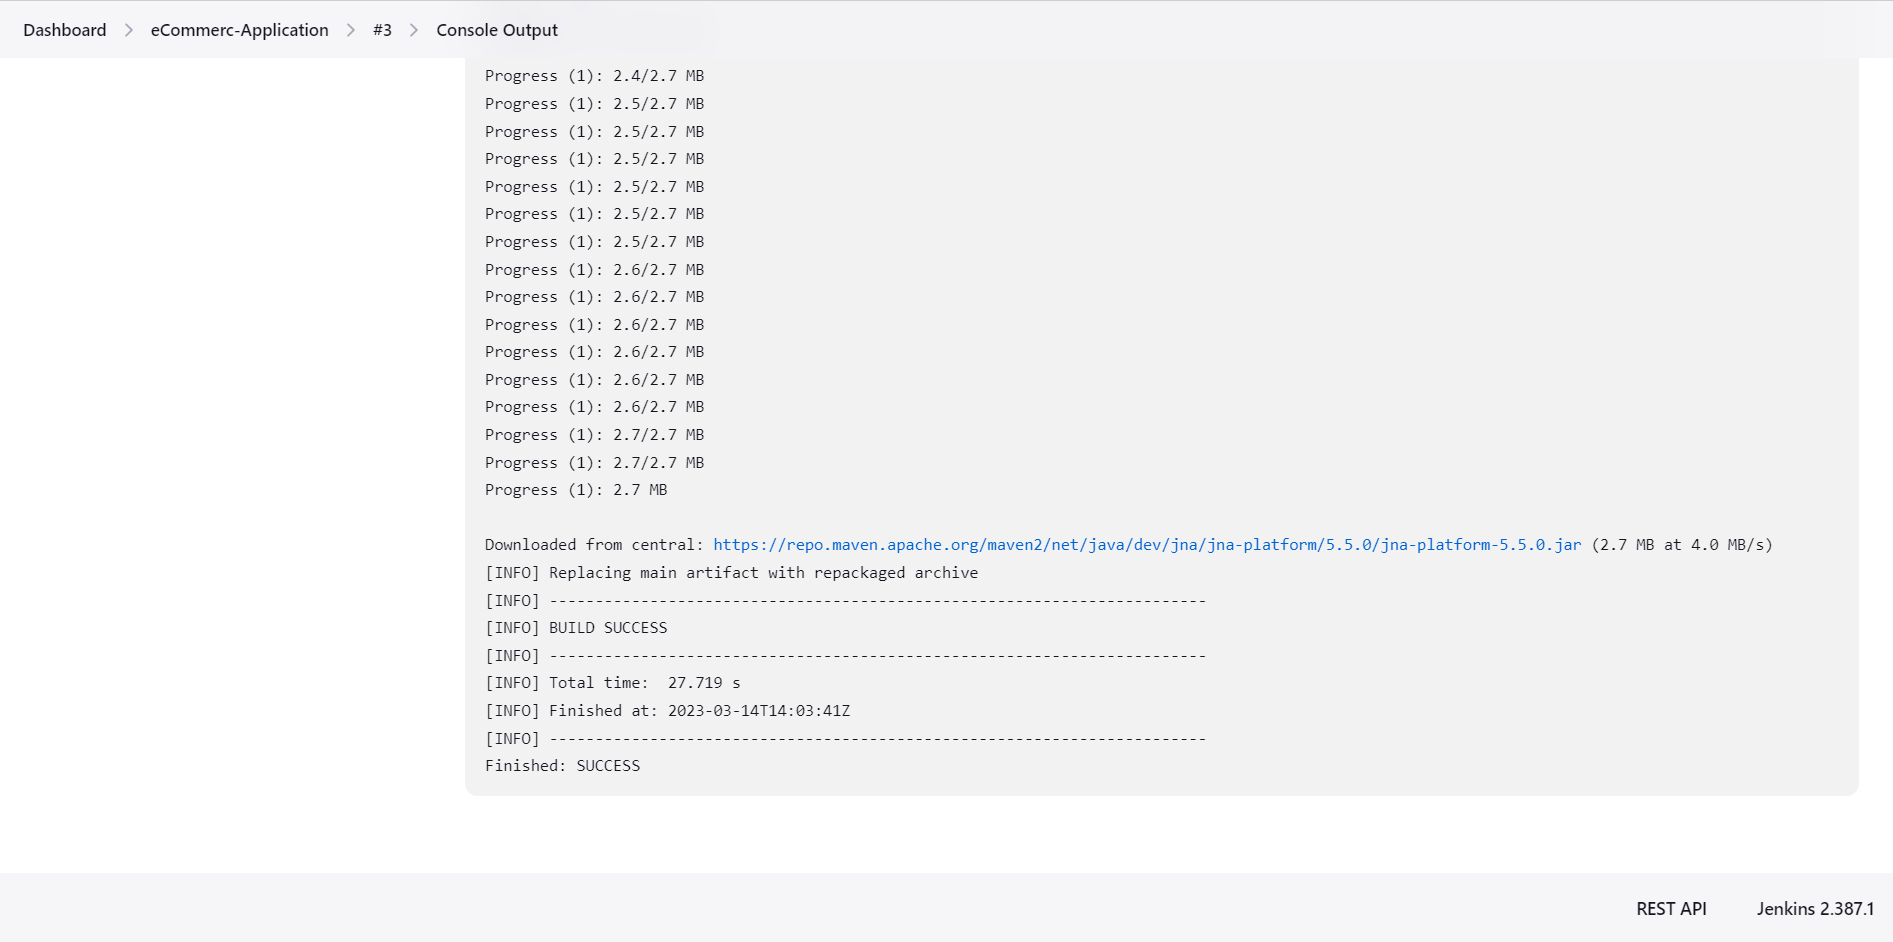 Dashboard > eCommerc-Application > #3 > Console Output
Progress (1): 2.4/2.7 MB
Progress (1): 2.5/2.7 MB
Progress (1): 2.5/2.7 MB
Progress (1): 2.5/2.7 MB
Progress (1): 2.5/2.7 MB
Progress (1): 2.5/2.7 MB
Progress (1): 2.5/2.7 MB
Progress (1): 2.6/2.7 MB
Progress (1): 2.6/2.7 MB
Progress (1): 2.6/2.7 MB
Progress (1): 2.6/2.7 MB
Progress (1): 2.6/2.7 MB
Progress (1): 2.6/2.7 MB
Progress (1): 2.7/2.7 MB
Progress (1): 2.7/2.7 MB
Progress (1): 2.7 MB
Downloaded from central: https://repo.maven.apache.org/maven2/net/java/dev/jna/jna-platform/5.5.0/jna-platform-5.5.0.jar (2.7 MB at 4.0 MB/s)
[INFO] Replacing main artifact with repackaged archive
[INFO] ------------------------------------------------------------------------
[INFO] BUILD SUCCESS
[INFO] ------------------------------------------------------------------------
[INFO] Total time:  27.719 s
[INFO] Finished at: 2023-03-14T14:03:41Z
[INFO] ------------------------------------------------------------------------
Finished: SUCCESS
REST API Jenkins 2.387.1